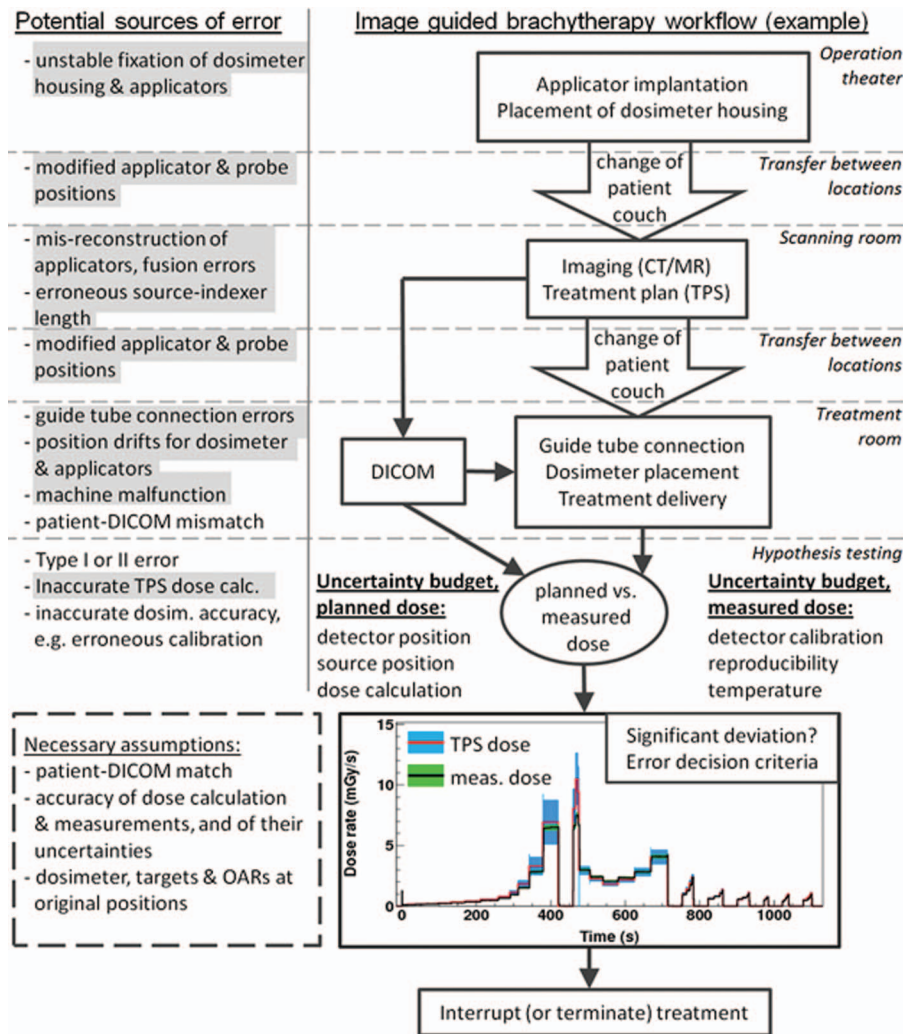 Potential sources of error
Image guided brachytherapy workflow (example)
- unstable fixation of dosimeter
housing & applicators
Operation
theater
Applicator implantation
Placement of dosimeter housing
- modified applicator & probe
positions
change of
patient
couch
Transfer between
locations
- mis-reconstruction of
applicators, fusion errors
- erroneous source-indexer
length
Scanning room
Imaging (CT/MR)
Treatment plan (TPS)
- modified applicator & probe
positions
change of
patient
couch
Transfer between
locations
- guide tube connection errors
- position drifts for dosimeter
& applicators
- machine malfunction
- patient-DICOM mismatch
Treatment
room
DICOM
Guide tube connection
Dosimeter placement
Treatment delivery
- Type I or II error
- Inaccurate TPS dose calc.
- inaccurate dosim. accuracy,
e.g. erroneous calibration
Hypothesis testing
Uncertainty budget,
planned dose:
detector position
source position
dose calculation
planned vs.
measured
dose
Uncertainty budget,
measured dose:
detector calibration
reproducibility
temperature
Necessary assumptions:
- patient-DICOM match
- accuracy of dose calculation
& measurements, and of their
uncertainties
- dosimeter, targets & OARs at
original positions
Significant deviation?
Error decision criteria
TPS dose
meas. dose
Dose rate (mGy/s)
15
10
5
0
0 200 400 600 800 1000
Time (s)
Interrupt (or terminate) treatment